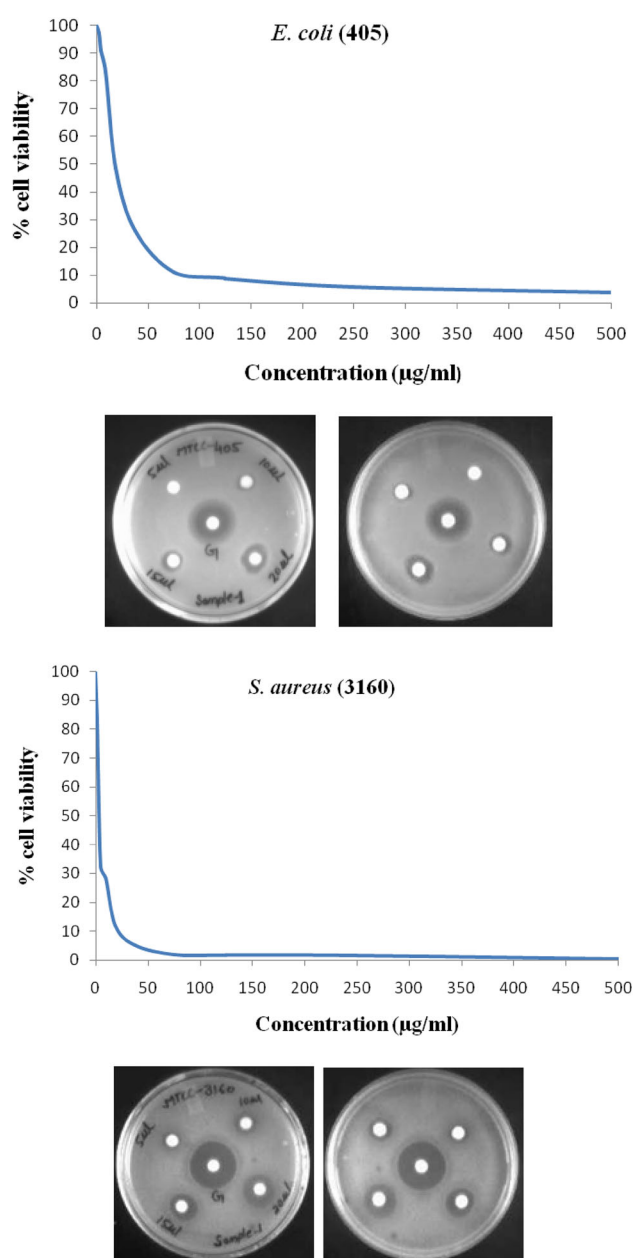 E. coli (405)
% cell viability
100
90
80
70
60
50
40
30
20
10
0
0 50 100 150 200 250 300 350 400 450 500
Concentration (µg/ml)
MTCC-405
5µl 10µl
G
15µl 20µl
Sample-1
S. aureus (3160)
% cell viability
100
90
80
70
60
50
40
30
20
10
0
0 50 100 150 200 250 300 350 400 450 500
Concentration (µg/ml)
MTCC-3160
5µl 10µl
G
15µl 20µl
Sample-1